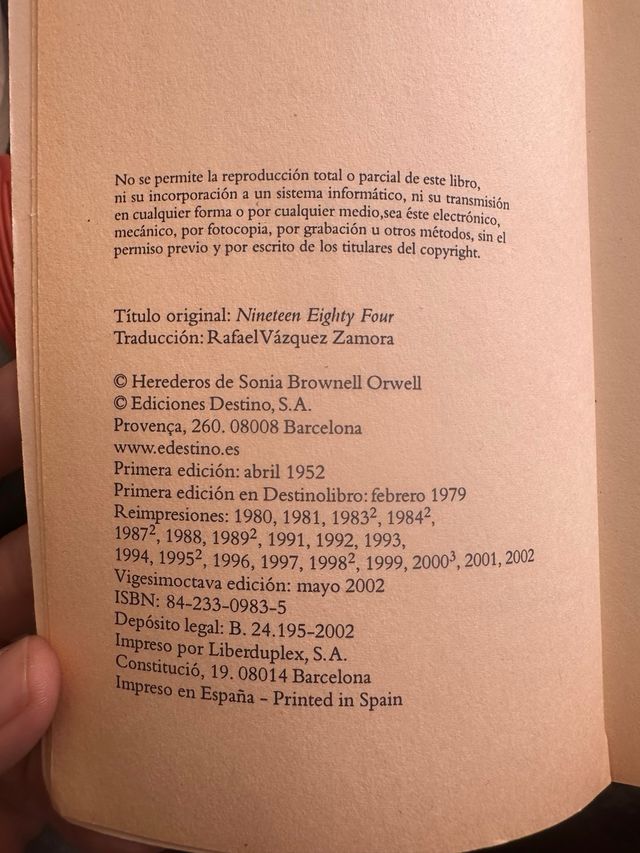 No se permite la reproducción total o parcial de este libro,
ni su incorporación a un sistema informático, ni su transmisión
en cualquier forma o por cualquier medio,sea éste electrónico,
mecánico, por fotocopia, por grabación u otros métodos, sin el
permiso previo y por escrito de los titulares del copyright.
Título original: Nineteen Eighty Four
Traducción: Rafael Vázquez Zamora
© Herederos de Sonia Brownell Orwell
© Ediciones Destino, S.A.
Provença, 260. 08008 Barcelona
www.edestino.es
Primera edición: abril 1952
Primera edición en Destinolibro: febrero 1979
Reimpresiones: 1980, 1981, 1983², 1984²,
1987², 1988, 1989², 1991, 1992, 1993,
1994, 1995², 1996, 1997, 1998², 1999, 2000³, 2001, 2002
Vigesimoctava edición: mayo 2002
ISBN: 84-233-0983-5
Depósito legal: B. 24.195-2002
Impreso por Liberduplex, S.A.
Constitució, 19. 08014 Barcelona
Impreso en España - Printed in Spain